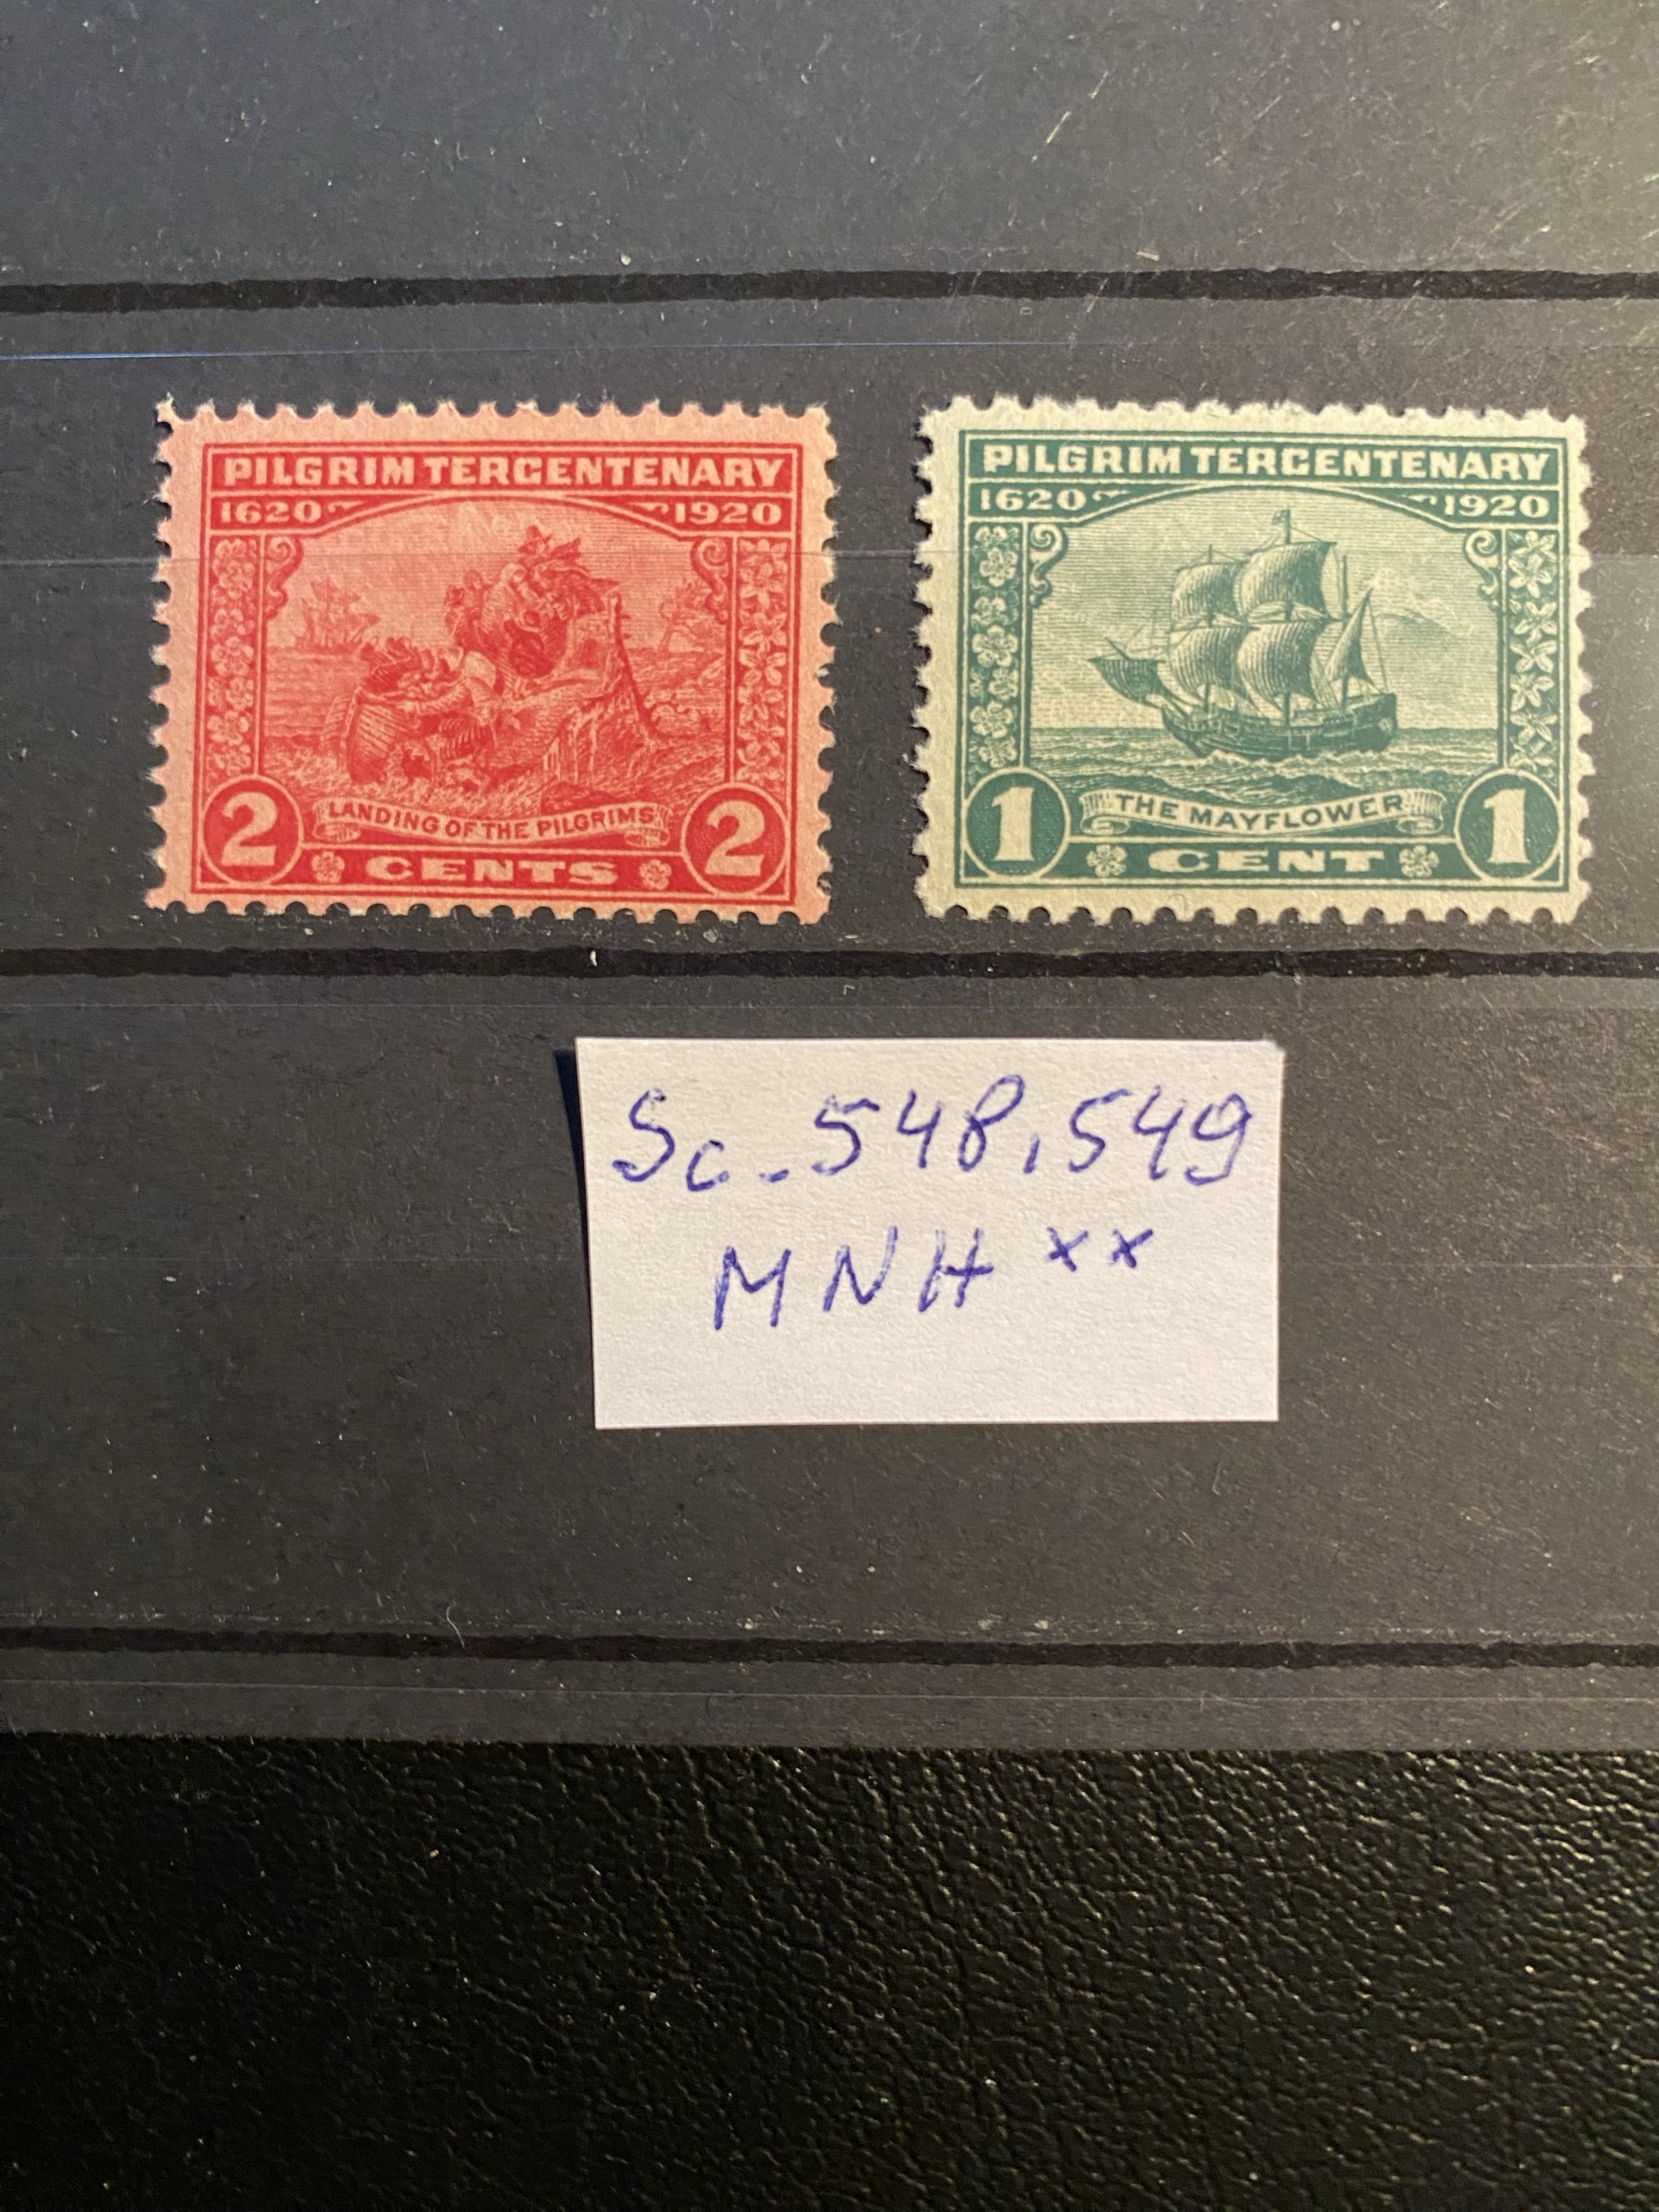 PILGRIM TERCENTENARY
1620 1920
LANDING OF THE PILGRIMS
2 CENTS 2
PILGRIM TERCENTENARY
1620 1920
THE MAYFLOWER
1 CENT 1
Sc. 548, 549
MNH xx